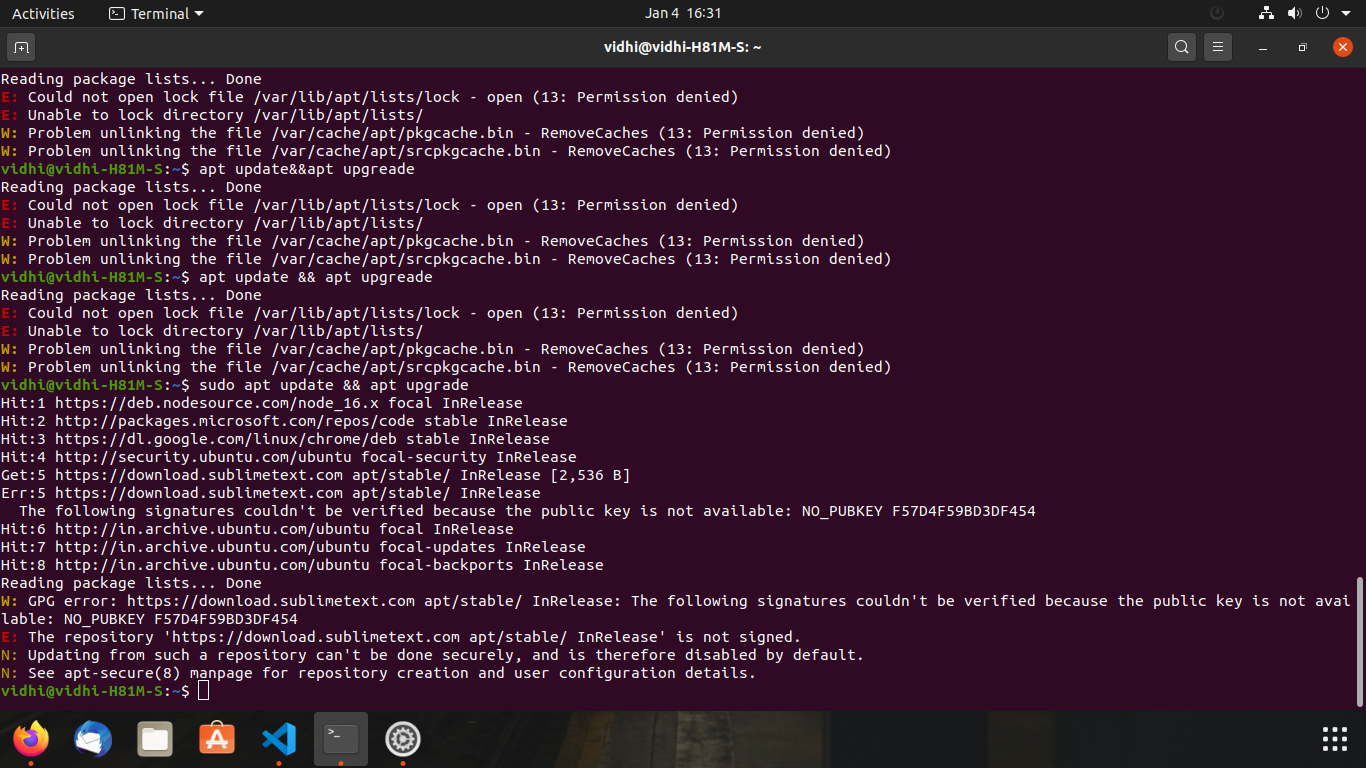 Activities
Terminal
Jan 4 16:31
vidhi@vidhi-H81M-S: ~
Reading package lists... Done
E: Could not open lock file /var/lib/apt/lists/lock - open (13: Permission denied)
E: Unable to lock directory /var/lib/apt/lists/
W: Problem unlinking the file /var/cache/apt/pkgcache.bin - RemoveCaches (13: Permission denied)
W: Problem unlinking the file /var/cache/apt/srcpkgcache.bin - RemoveCaches (13: Permission denied)
vidhi@vidhi-H81M-S:~$ apt update&&apt upgreade
Reading package lists... Done
E: Could not open lock file /var/lib/apt/lists/lock - open (13: Permission denied)
E: Unable to lock directory /var/lib/apt/lists/
W: Problem unlinking the file /var/cache/apt/pkgcache.bin - RemoveCaches (13: Permission denied)
W: Problem unlinking the file /var/cache/apt/srcpkgcache.bin - RemoveCaches (13: Permission denied)
vidhi@vidhi-H81M-S:~$ apt update && apt upgreade
Reading package lists... Done
E: Could not open lock file /var/lib/apt/lists/lock - open (13: Permission denied)
E: Unable to lock directory /var/lib/apt/lists/
W: Problem unlinking the file /var/cache/apt/pkgcache.bin - RemoveCaches (13: Permission denied)
W: Problem unlinking the file /var/cache/apt/srcpkgcache.bin - RemoveCaches (13: Permission denied)
vidhi@vidhi-H81M-S:~$ sudo apt update && apt upgrade
Hit:1 https://deb.nodesource.com/node_16.x focal InRelease
Hit:2 http://packages.microsoft.com/repos/code stable InRelease
Hit:3 https://dl.google.com/linux/chrome/deb stable InRelease
Hit:4 http://security.ubuntu.com/ubuntu focal-security InRelease
Get:5 https://download.sublimetext.com apt/stable/ InRelease [2,536 B]
Err:5 https://download.sublimetext.com apt/stable/ InRelease
The following signatures couldn't be verified because the public key is not available: NO_PUBKEY F57D4F59BD3DF454
Hit:6 http://in.archive.ubuntu.com/ubuntu focal InRelease
Hit:7 http://in.archive.ubuntu.com/ubuntu focal-updates InRelease
Hit:8 http://in.archive.ubuntu.com/ubuntu focal-backports InRelease
Reading package lists... Done
W: GPG error: https://download.sublimetext.com apt/stable/ InRelease: The following signatures couldn't be verified because the public key is not avai
lable: NO_PUBKEY F57D4F59BD3DF454
E: The repository 'https://download.sublimetext.com apt/stable/ InRelease' is not signed.
N: Updating from such a repository can't be done securely, and is therefore disabled by default.
N: See apt-secure(8) manpage for repository creation and user configuration details.
vidhi@vidhi-H81M-S:~$